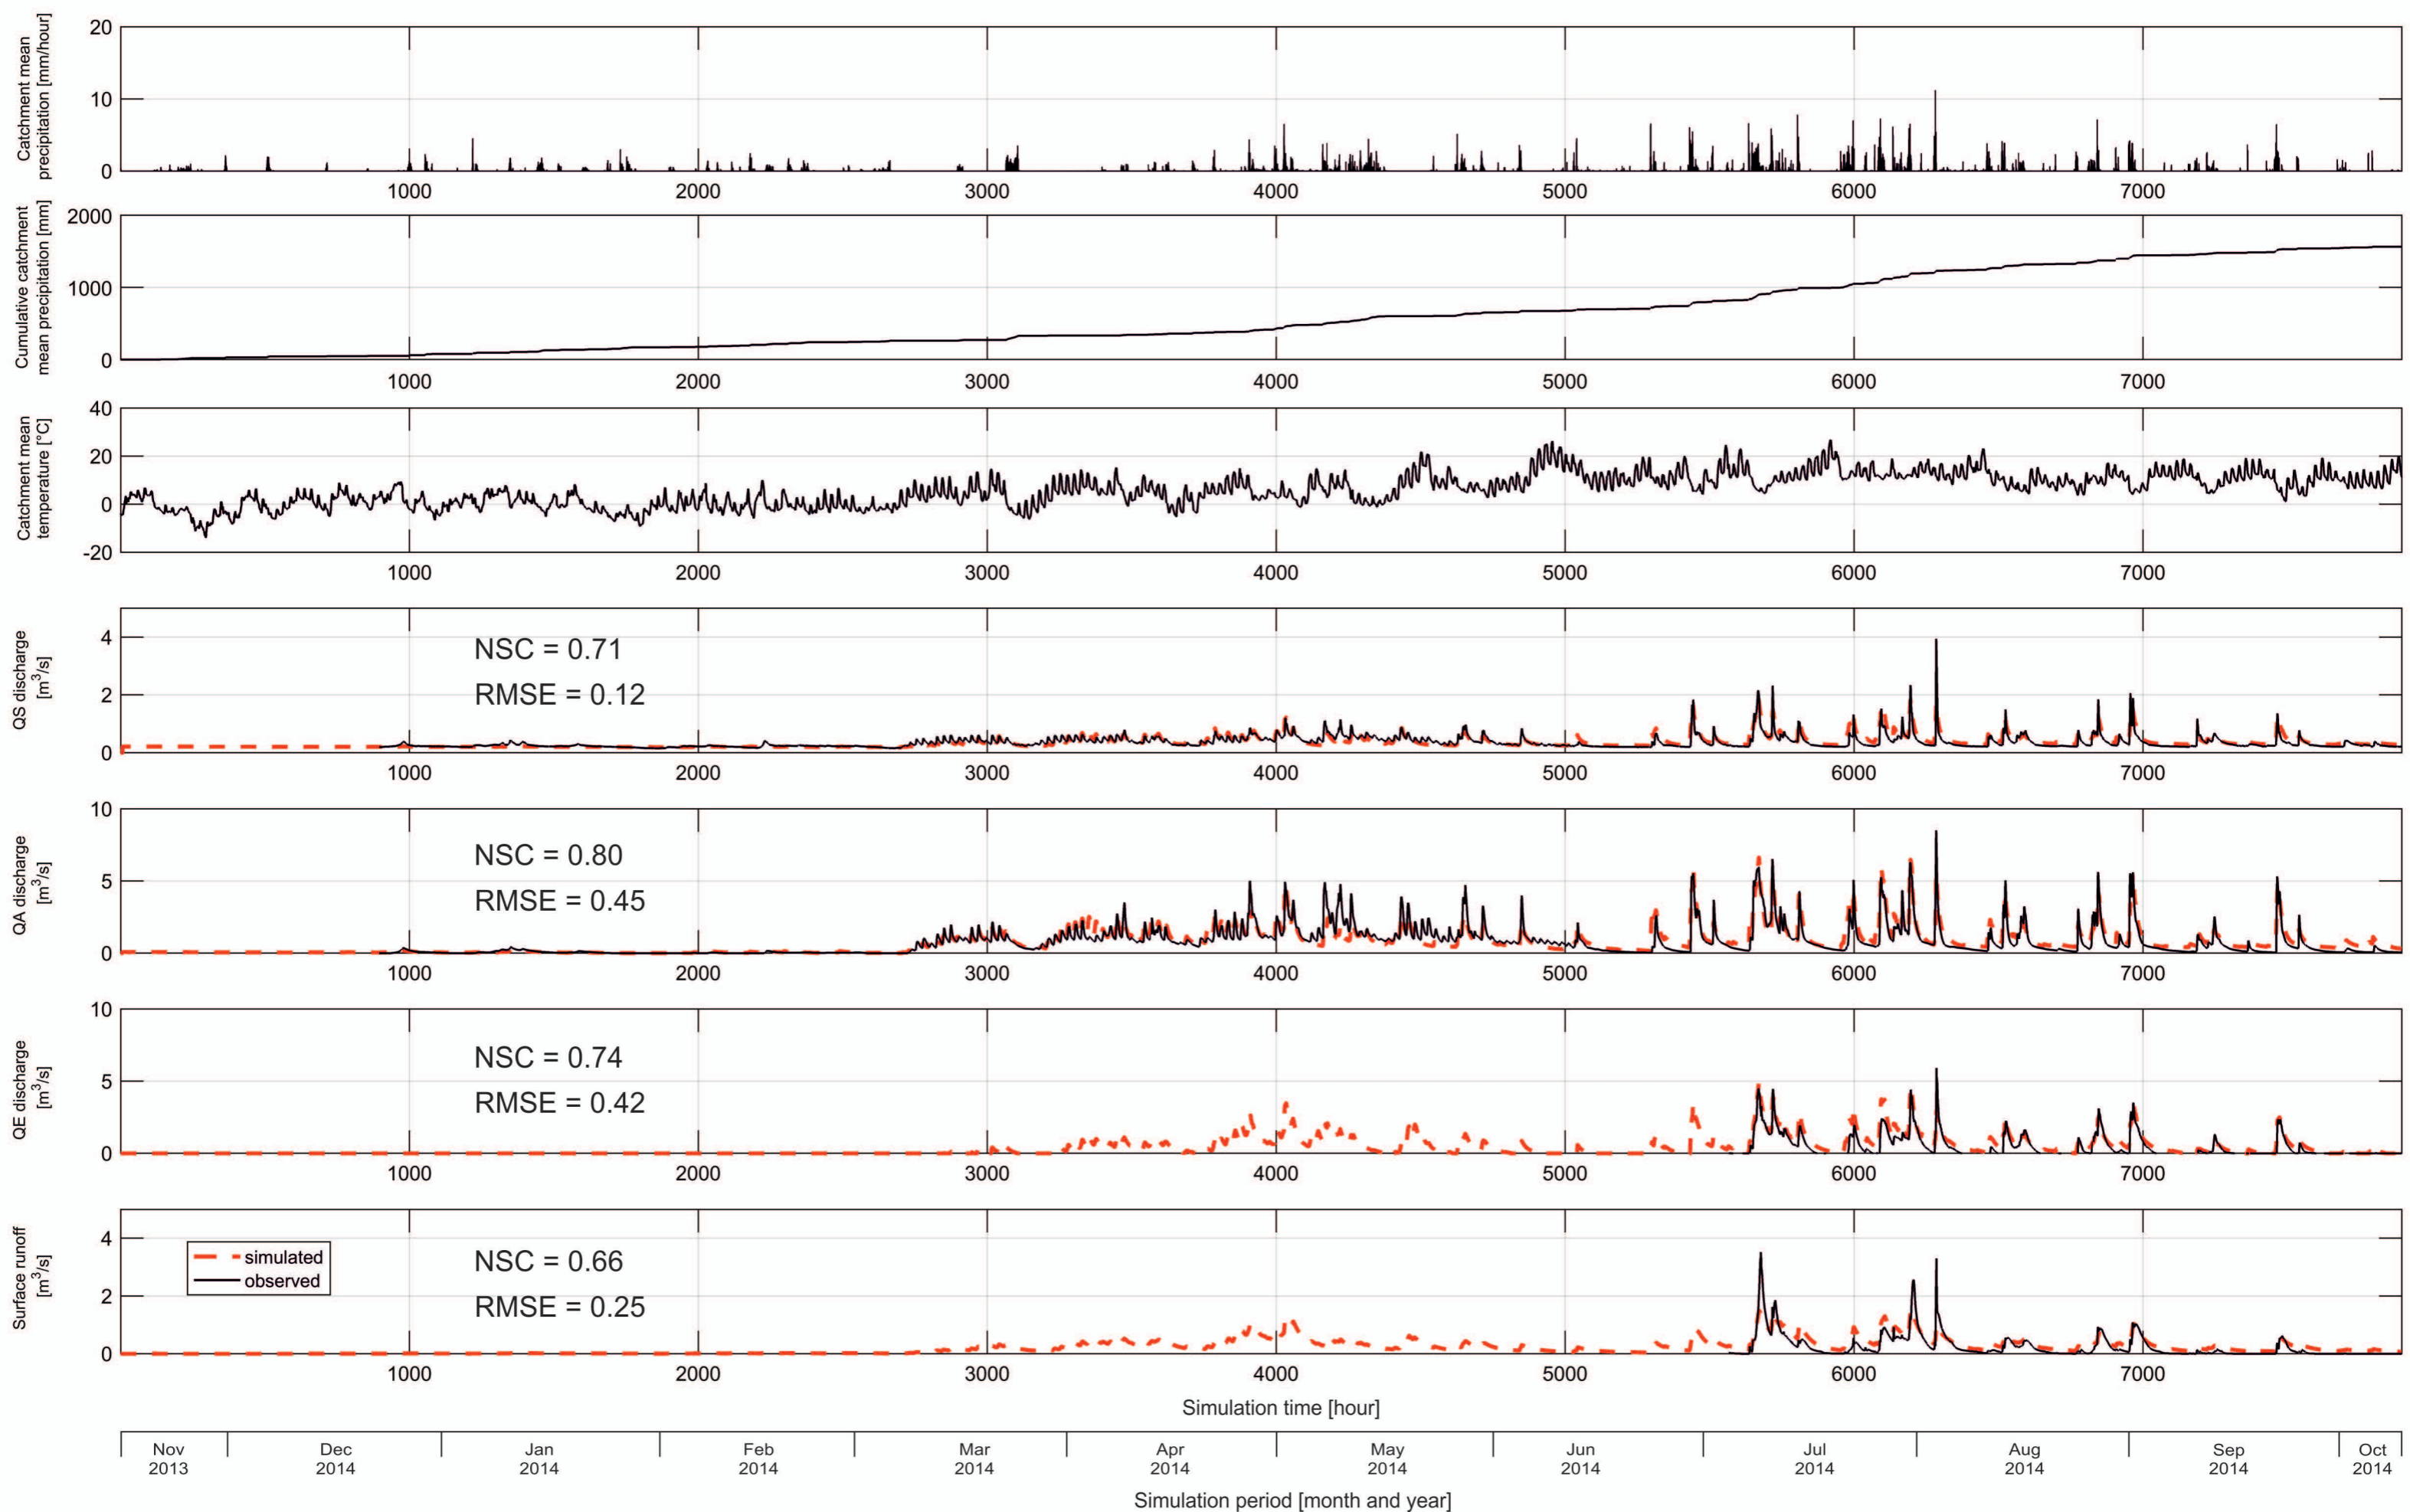 Catchment mean
precipitation [mm/hour]
20
10
0
1000 2000 3000 4000 5000 6000 7000
Cumulative catchment
mean precipitation [mm]
2000
1000
0
1000 2000 3000 4000 5000 6000 7000
Catchment mean
temperature [°C]
40
20
0
-20
1000 2000 3000 4000 5000 6000 7000
QS discharge
[m³/s]
4
2
0
NSC = 0.71
RMSE = 0.12
1000 2000 3000 4000 5000 6000 7000
QA discharge
[m³/s]
10
5
0
NSC = 0.80
RMSE = 0.45
1000 2000 3000 4000 5000 6000 7000
QE discharge
[m³/s]
10
5
0
NSC = 0.74
RMSE = 0.42
1000 2000 3000 4000 5000 6000 7000
Surface runoff
[m³/s]
4
2
0
simulated
observed
NSC = 0.66
RMSE = 0.25
1000 2000 3000 4000 5000 6000 7000
Simulation time [hour]
Nov Dec Jan Feb Mar Apr May Jun Jul Aug Sep Oct
2013 2014 2014 2014 2014 2014 2014 2014 2014 2014 2014 2014
Simulation period [month and year]